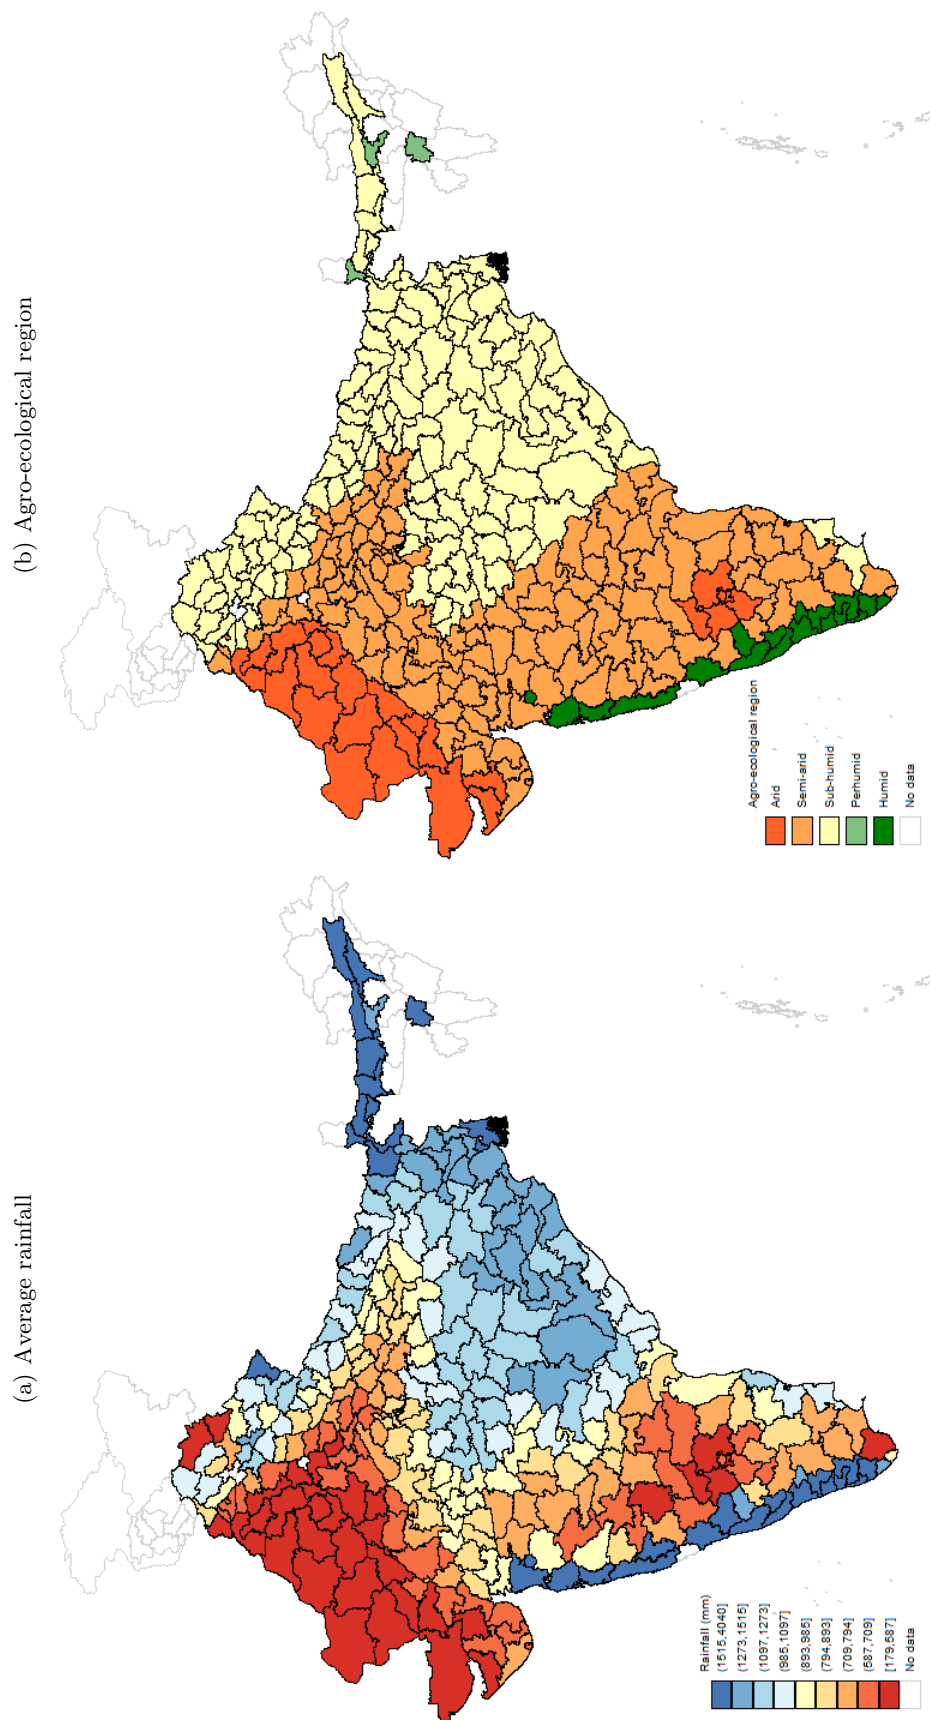 (a) Average rainfall
Rainfall (mm)
(1515,4040]
(1273,1515]
(1097,1273]
(985,1097]
(893,985]
(794,893]
(709,794]
(587,709]
[179,587]
No data
(b) Agro-ecological region
Agro-ecological region
Arid
Semi-arid
Sub-humid
Perhumid
Humid
No data